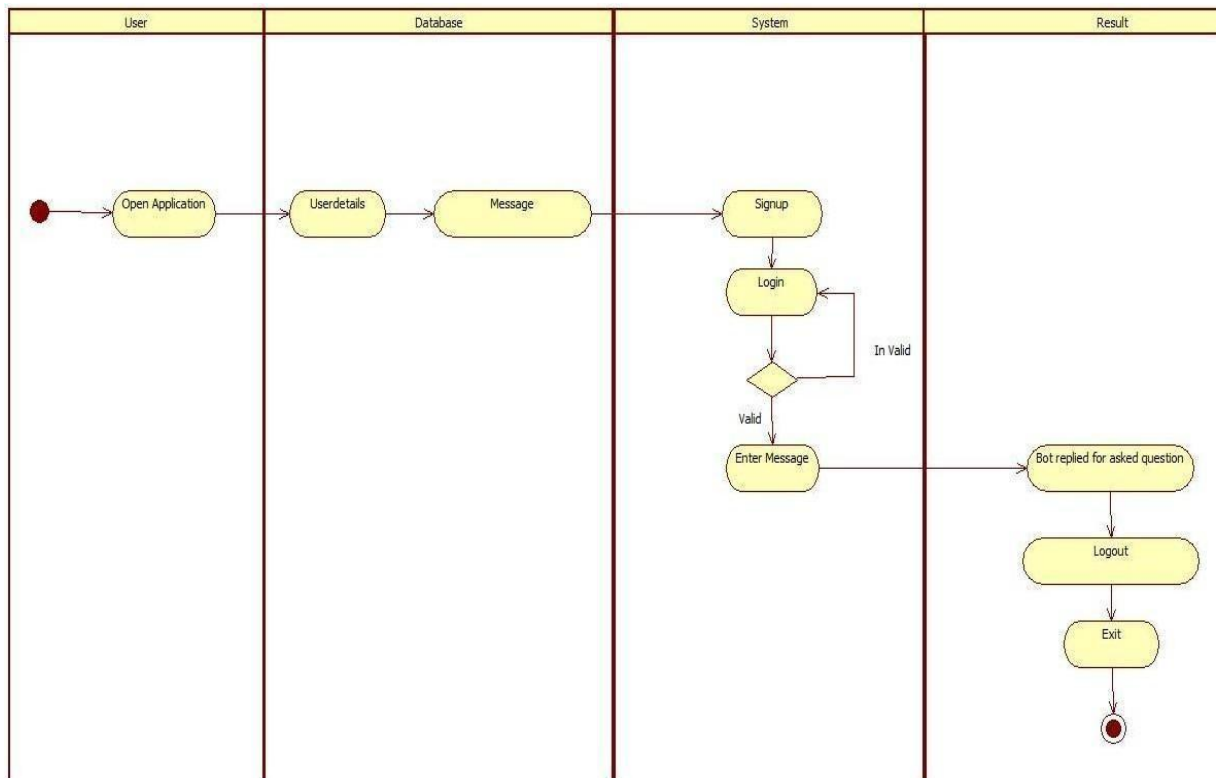 User
Database
System
Result
Open Application
Userdetails
Message
Signup
Login
In Valid
Valid
Enter Message
Bot replied for asked question
Logout
Exit